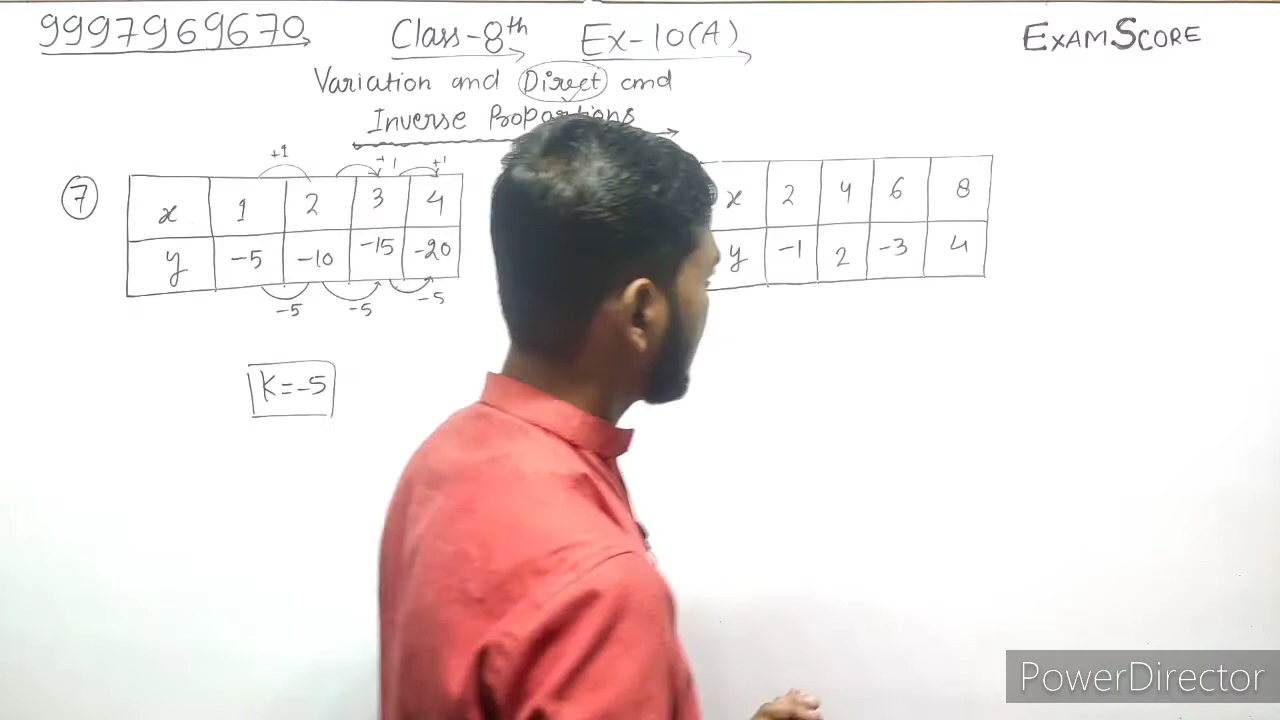 9997969670 Class-8th Ex-10(A) EXAMSCORE
Variation and Direct and
Inverse Proportions
+1 +1 +1
7 x 1 2 3 4
y -5 -10 -15 -20
-5 -5 -5
x 2 4 6 8
y -1 2 -3 4
K=-5
PowerDirector